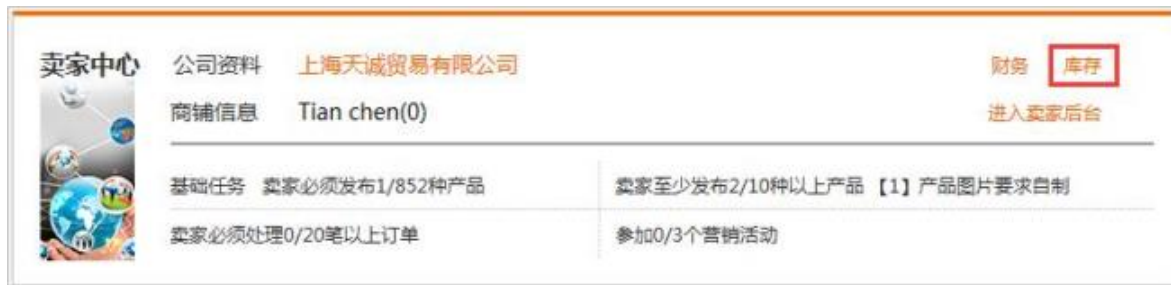 卖家中心 公司资料 上海天诚贸易有限公司 财务 库存
商铺信息 Tian chen(0) 进入卖家后台
基础任务 卖家必须发布1/852种产品 卖家至少发布2/10种以上产品 【1】产品图片要求自制
卖家必须处理0/20笔以上订单 参加0/3个营销活动